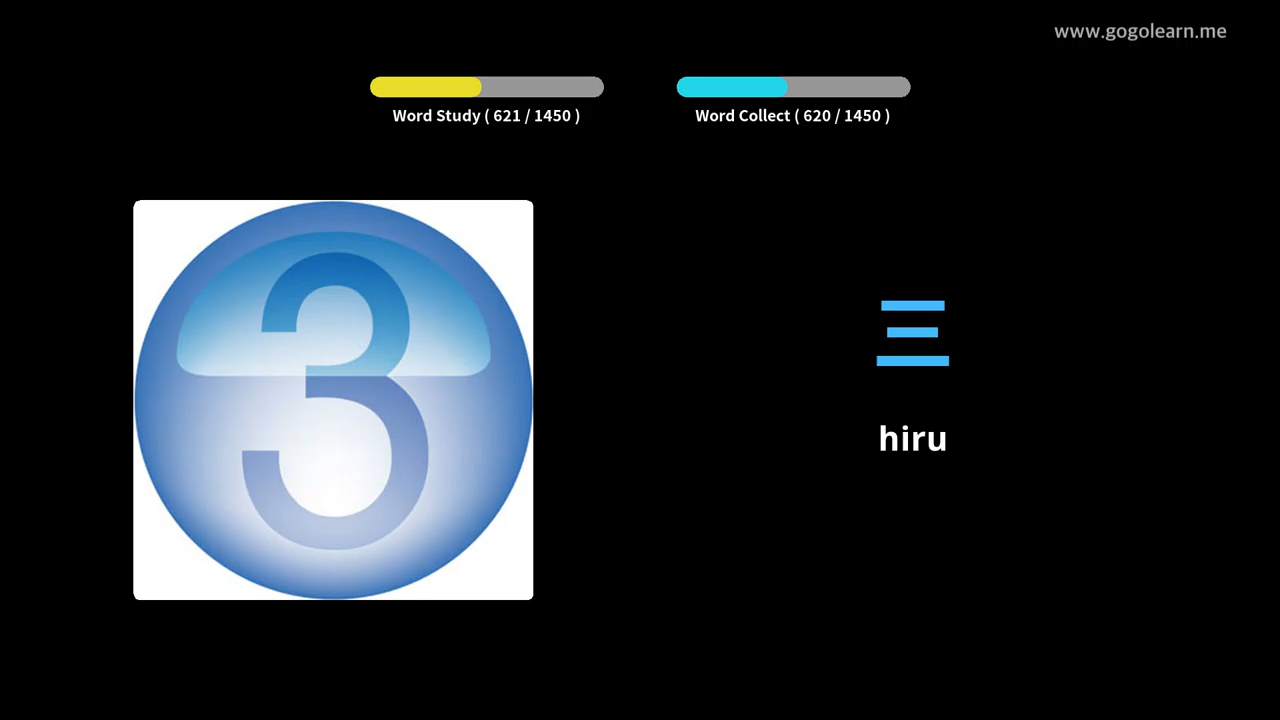 www.gogolearn.me
Word Study ( 621 / 1450 )
Word Collect ( 620 / 1450 )
3
三
hiru